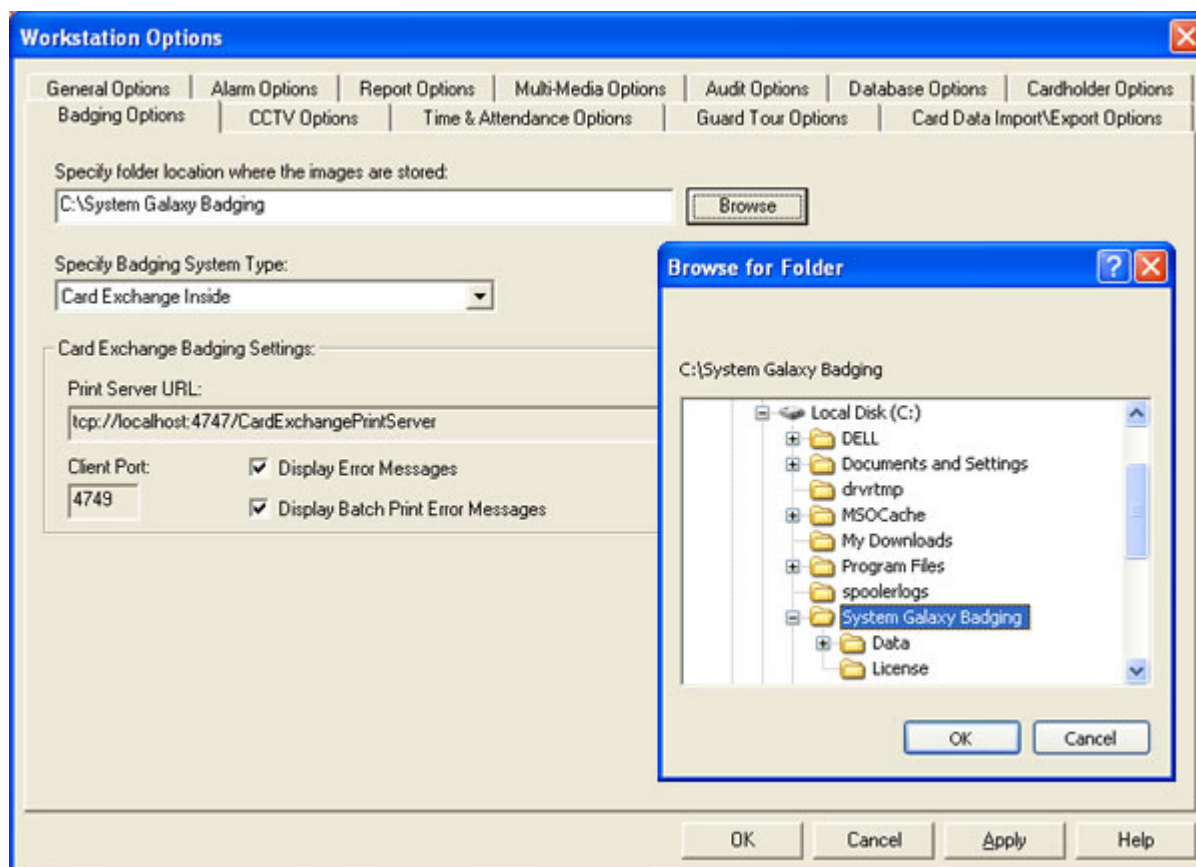 Workstation Options
General Options Alarm Options Report Options Multi-Media Options Audit Options Database Options Cardholder Options
Badging Options CCTV Options Time & Attendance Options Guard Tour Options Card Data Import\Export Options
Specify folder location where the images are stored:
C:\System Galaxy Badging Browse
Specify Badging System Type:
Card Exchange Inside
Card Exchange Badging Settings:
Print Server URL:
tcp://localhost:4747/CardExchangePrintServer
Client Port:
4749
Display Error Messages
Display Batch Print Error Messages
Browse for Folder
C:\System Galaxy Badging
Local Disk (C:)
DELL
Documents and Settings
drvrtmp
MSOCache
My Downloads
Program Files
spoolerlogs
System Galaxy Badging
Data
License
OK Cancel
OK Cancel Apply Help